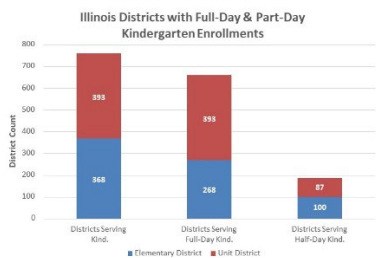 Illinois Districts with Full-Day & Part-Day
Kindergarten Enrollments
District Count
800
700
600
500
400
300
200
100
0
393
368
393
268
87
100
Districts Serving
Kind.
Districts Serving
Full-Day Kind.
Districts Serving
Half-Day Kind.
Elementary District
Unit District